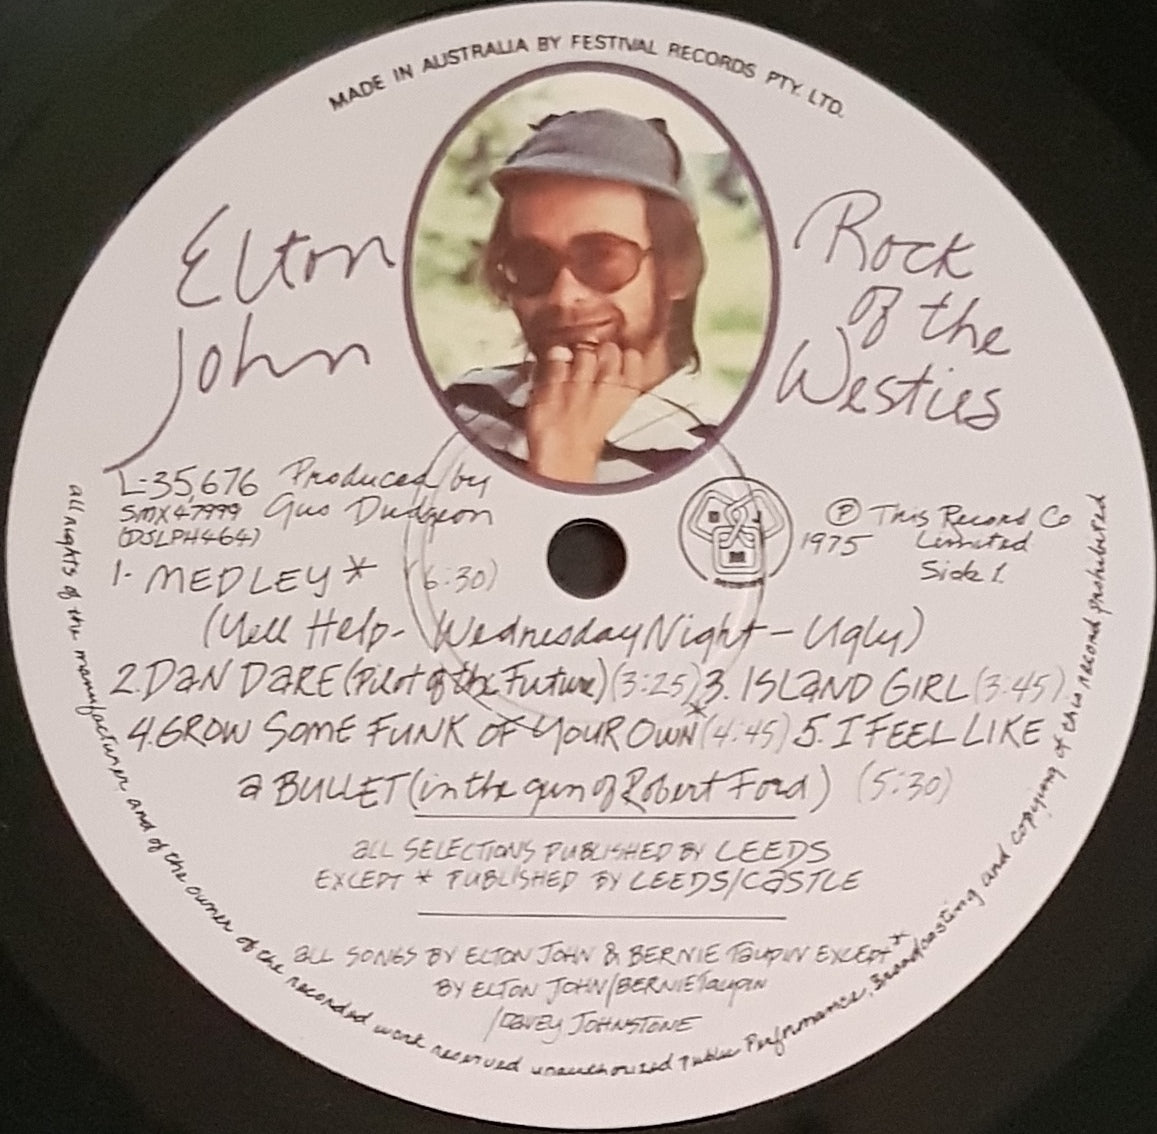 MADE IN AUSTRALIA BY FESTIVAL RECORDS PTY. LTD.
Elton
John
Rock
of the
Westies
L-35,676 Produced by
SMX47999 Gus Dudgeon
(DJLPH464)
Ⓟ This Record Co
1975 Limited
Side 1
1- MEDLEY* (6:30)
(Yell Help- Wednesday Night - Ugly)
2.DaN DaRE (Pilot of the Future) (3:25) 3. ISLaND GIRL (3:45)
4.GROW SOME FUNK OF YOUR OWN* (4:45) 5. I FEEL LIKE
a BULLET (in the gun of Robert Ford) (5:30)
aLL SELECTIONS PUBLISHED BY LEEDS
EXCEPT * PUBLISHED BY LEEDS/CaSTLE
aLL SONGS BY ELTON JOHN & BERNIE TaUPIN EXCEPT*
BY ELTON JOHN/BERNIE Taupin
/DaVEY JOHNSTONE
all rights of the manufacturer and of the owner of the recorded work reserved unauthorized Public Performance, Broadcasting and copying of this record prohibited